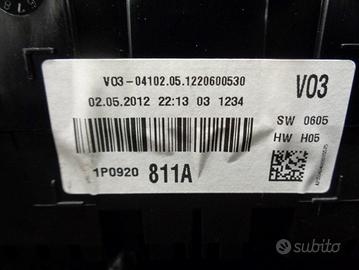 V03-04102.05.1220600530
02.05.2012 22:13 03 1234
V03
SW 0605
HW H05
1P0920 811A
subito